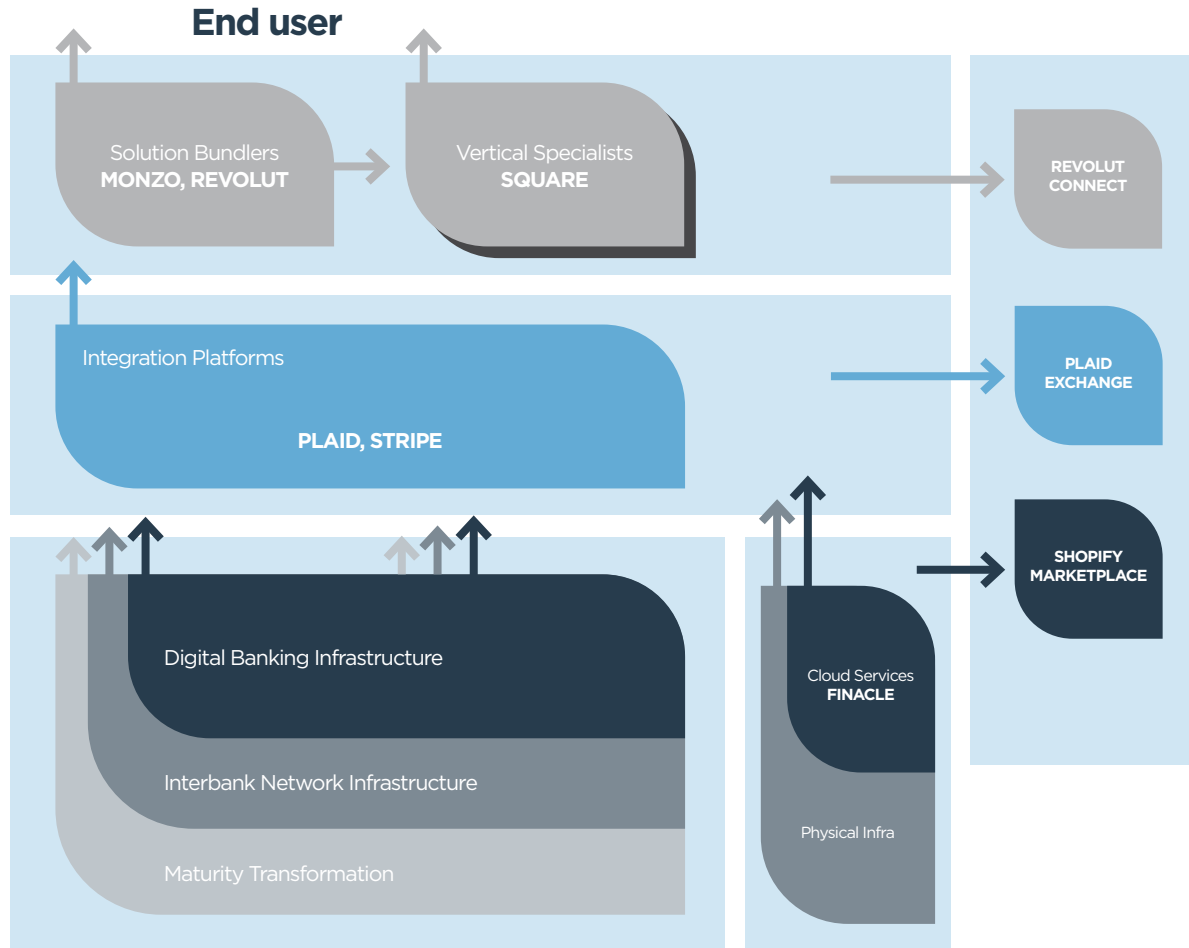 End user
Solution Bundlers
MONZO, REVOLUT
Vertical Specialists
SQUARE
REVOLUT
CONNECT
Integration Platforms
PLAID, STRIPE
PLAID
EXCHANGE
SHOPIFY
MARKETPLACE
Digital Banking Infrastructure
Interbank Network Infrastructure
Maturity Transformation
Cloud Services
FINACLE
Physical Infra